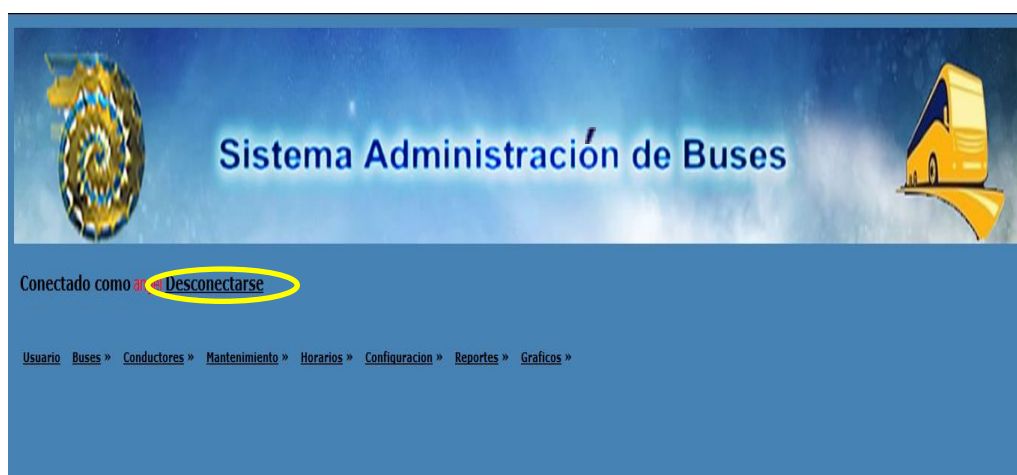 Sistema Administración de Buses
Conectado como Desconectarse
Usuario Buses » Conductores » Mantenimiento » Horarios » Configuracion » Reportes » Graficos »